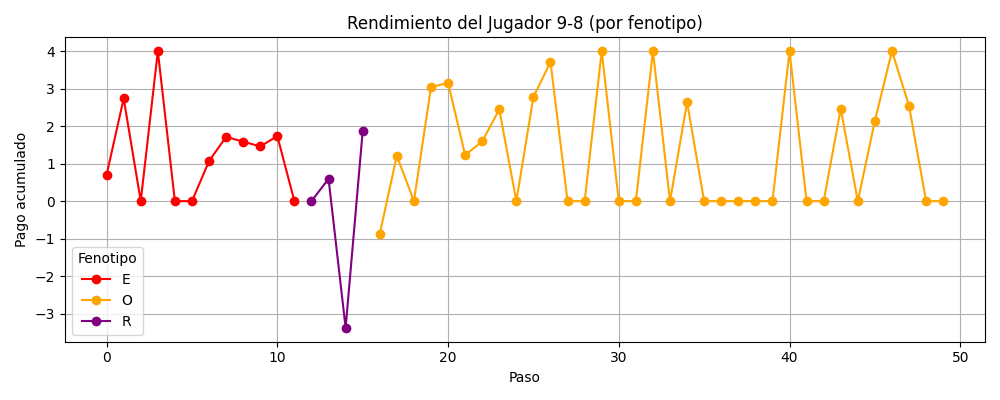 Rendimiento del Jugador 9-8 (por fenotipo)
Pago acumulado
4
3
2
1
0
−1
−2
−3
Fenotipo
E
O
R
0 10 20 30 40 50
Paso